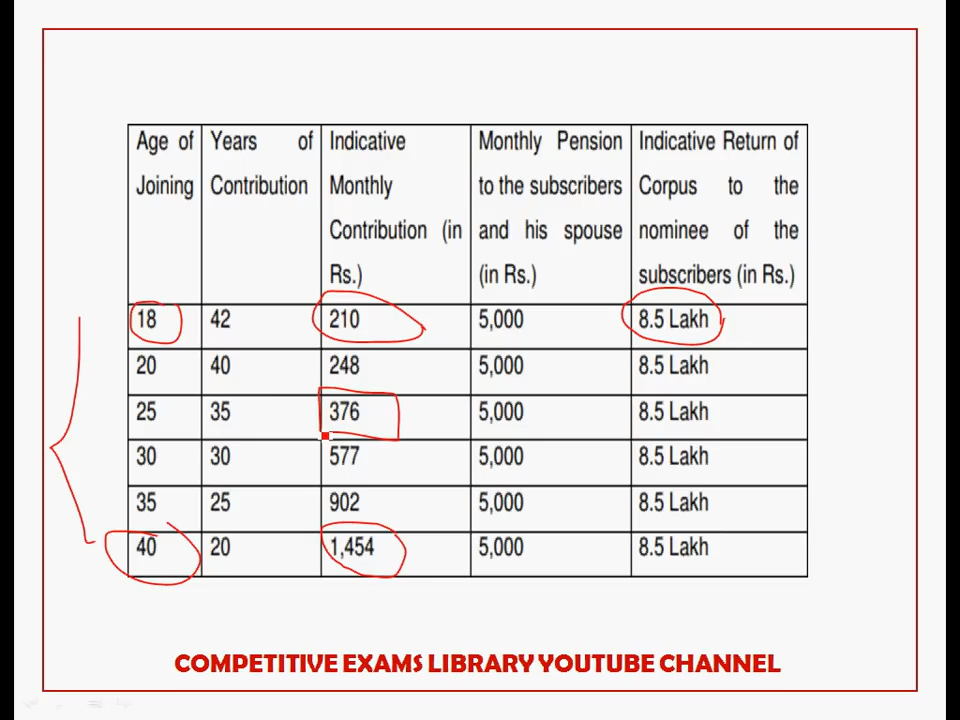 Age of Years of Indicative Monthly Pension Indicative Return of
Joining Contribution Monthly to the subscribers Corpus to the
Contribution (in and his spouse nominee of the
Rs.) (in Rs.) subscribers (in Rs.)
18 42 210 5,000 8.5 Lakh
20 40 248 5,000 8.5 Lakh
25 35 376 5,000 8.5 Lakh
30 30 577 5,000 8.5 Lakh
35 25 902 5,000 8.5 Lakh
40 20 1,454 5,000 8.5 Lakh
COMPETITIVE EXAMS LIBRARY YOUTUBE CHANNEL